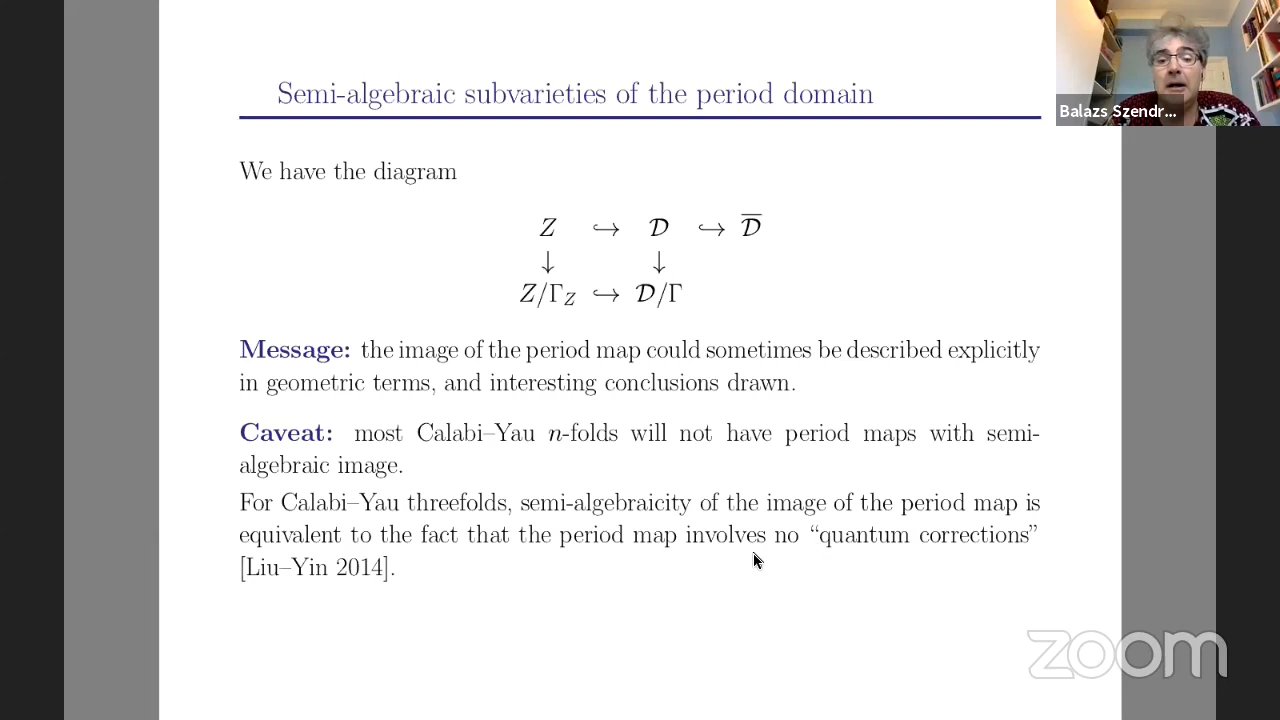 Semi-algebraic subvarieties of the period domain
Balazs Szendr...
We have the diagram
Z ↪ 𝒟 ↪ 𝒟̅
↓ ↓
Z/Γ_Z ↪ 𝒟/Γ
Message: the image of the period map could sometimes be described explicitly
in geometric terms, and interesting conclusions drawn.
Caveat: most Calabi–Yau n-folds will not have period maps with semi-
algebraic image.
For Calabi–Yau threefolds, semi-algebraicity of the image of the period map is
equivalent to the fact that the period map involves no “quantum corrections”
[Liu–Yin 2014].
zoom